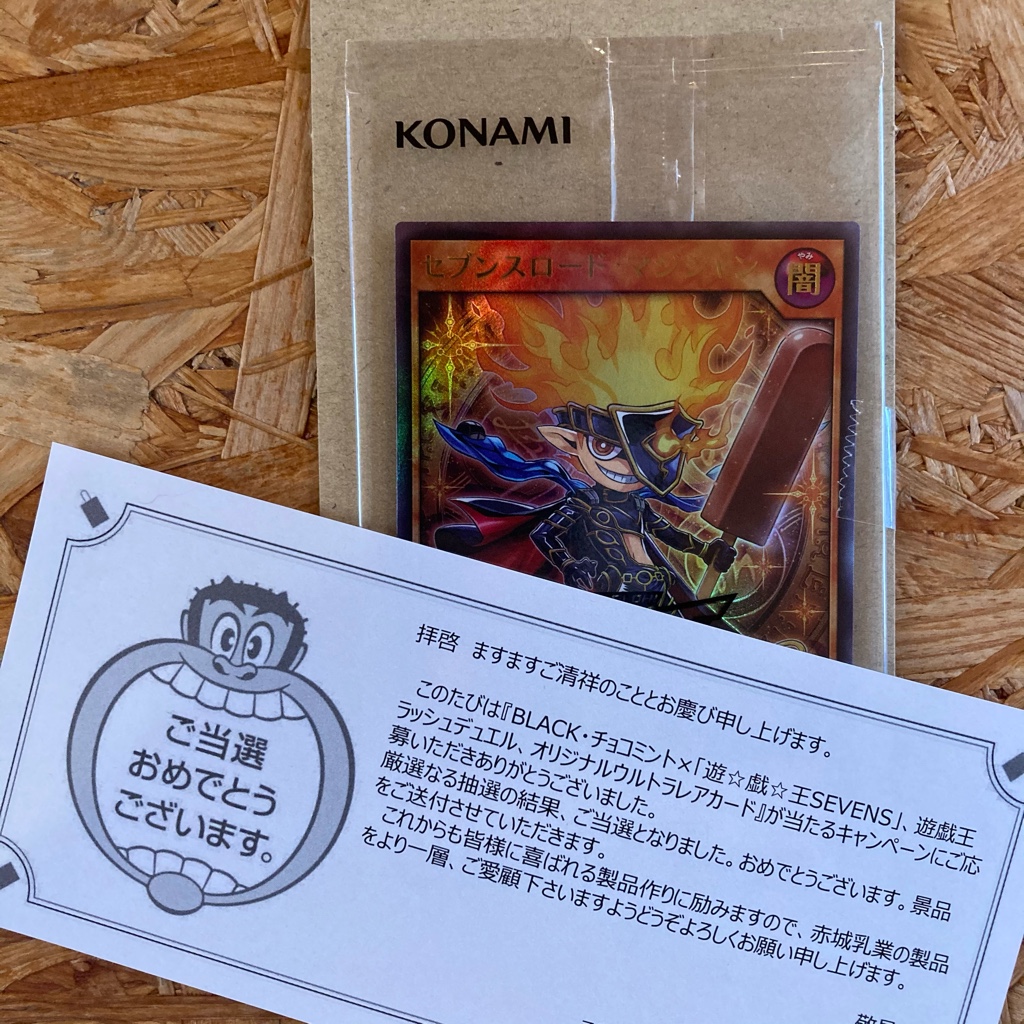 KONAMI
セブンスロード
やみ
闇
ご当選
おめでとう
ございます。
拝啓 ますますご清祥のこととお慶び申し上げます。
このたびは『BLACK・チョコミント×「遊☆戯☆王SEVENS」、遊戯王
ラッシュデュエル、オリジナルウルトラレアカード』が当たるキャンペーンにご応
募いただきありがとうございました。
厳選なる抽選の結果、ご当選となりました。おめでとうございます。景品
をご送付させていただきます。
これからも皆様に喜ばれる製品作りに励みますので、赤城乳業の製品
をより一層、ご愛顧下さいますようどうぞよろしくお願い申し上げます。